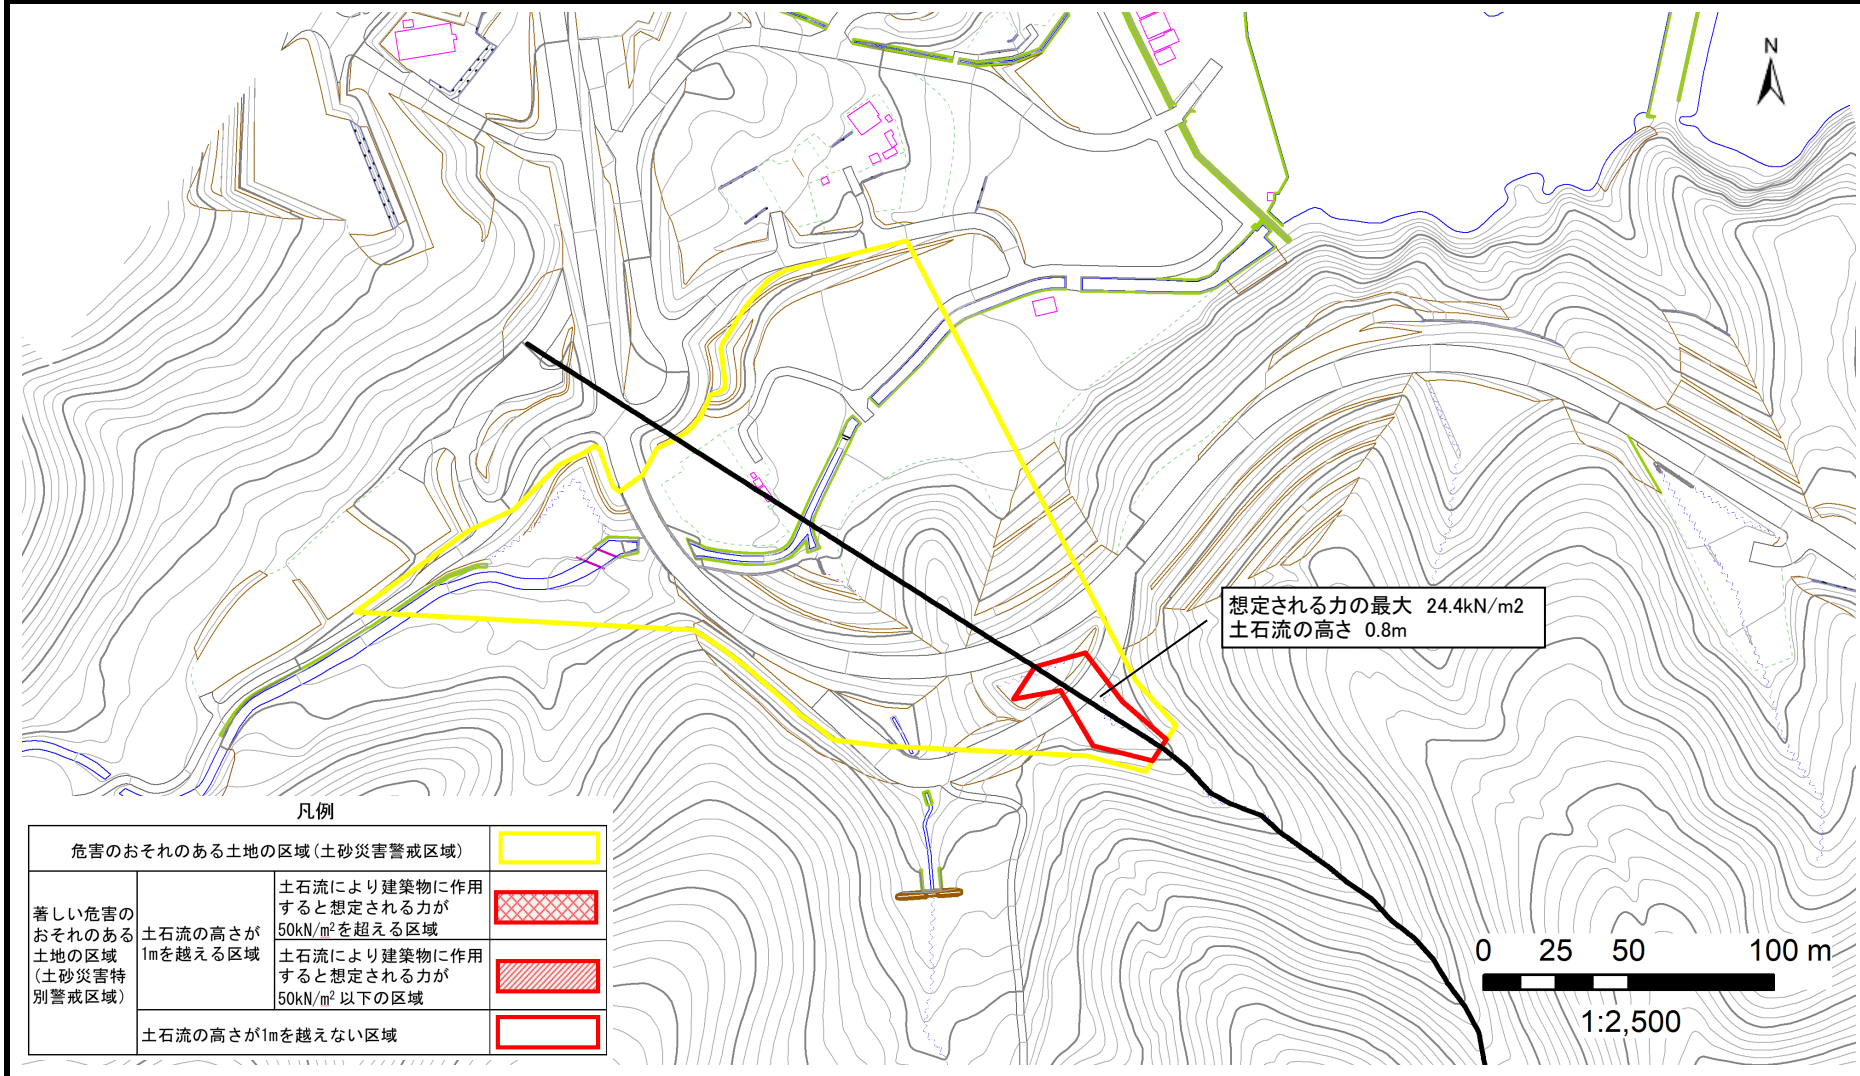 N
想定される力の最大 24.4kN/m2
土石流の高さ 0.8m
凡例
危害のおそれのある土地の区域(土砂災害警戒区域)
著しい危害の
おそれのある
土地の区域
(土砂災害特
別警戒区域)
土石流の高さが
1mを越える区域
土石流により建築物に作用
すると想定される力が
50kN/m²を超える区域
土石流により建築物に作用
すると想定される力が
50kN/m²以下の区域
土石流の高さが1mを越えない区域
0 25 50 100 m
1:2,500